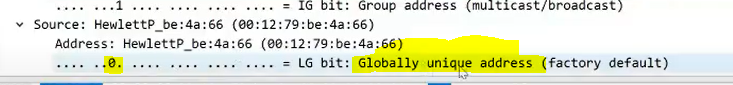 .... ...1 .... .... .... .... = IG bit: Group address (multicast/broadcast)
Source: HewlettP_be:4a:66 (00:12:79:be:4a:66)
Address: HewlettP_be:4a:66 (00:12:79:be:4a:66)
.... ..0. .... .... .... .... = LG bit: Globally unique address (factory default)